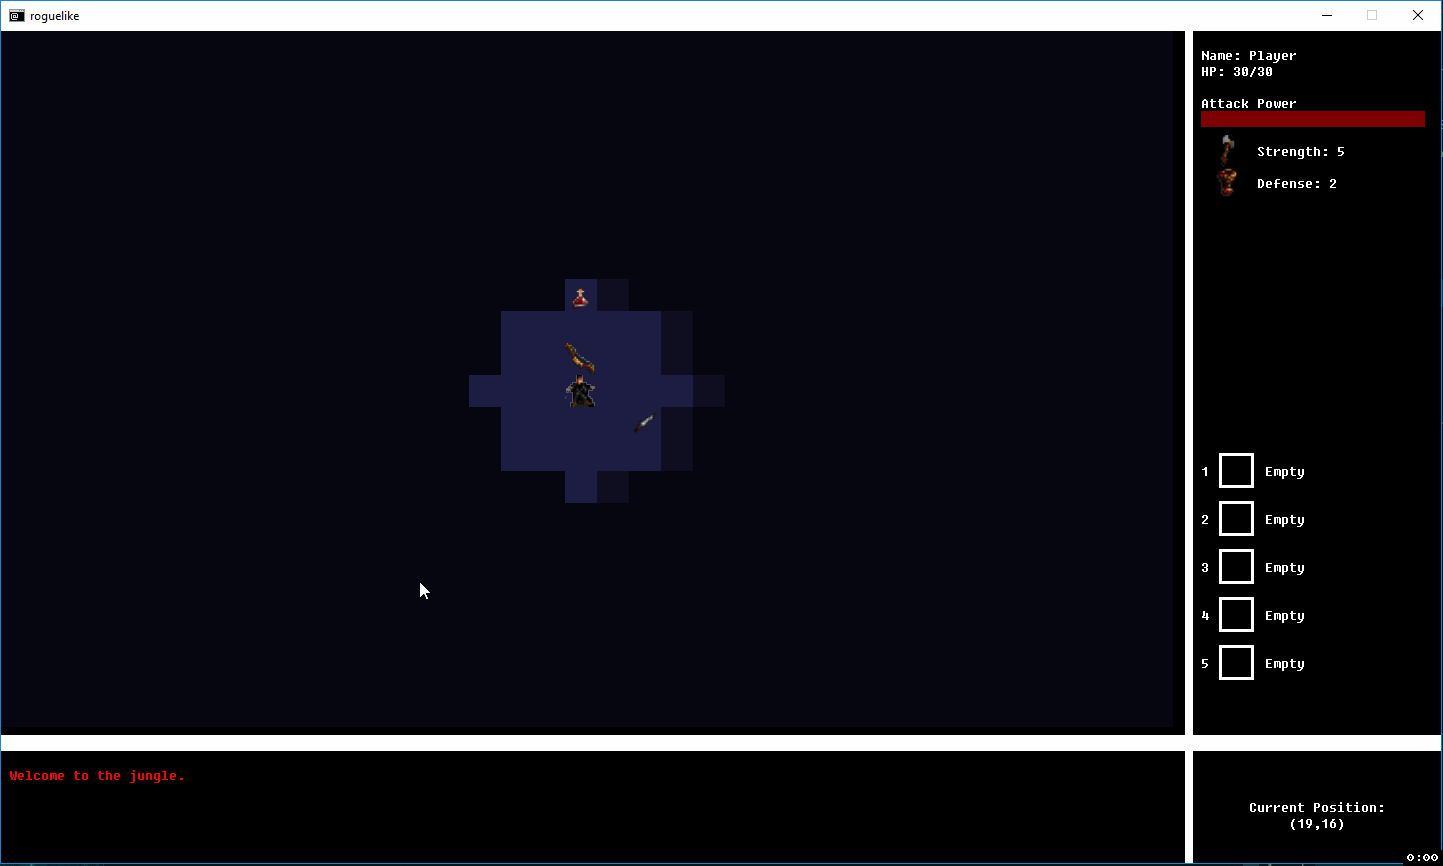 roguelike
Name: Player
HP: 30/30
Attack Power
Strength: 5
Defense: 2
1 Empty
2 Empty
3 Empty
4 Empty
5 Empty
Welcome to the jungle.
Current Position:
(19,16)
0:00